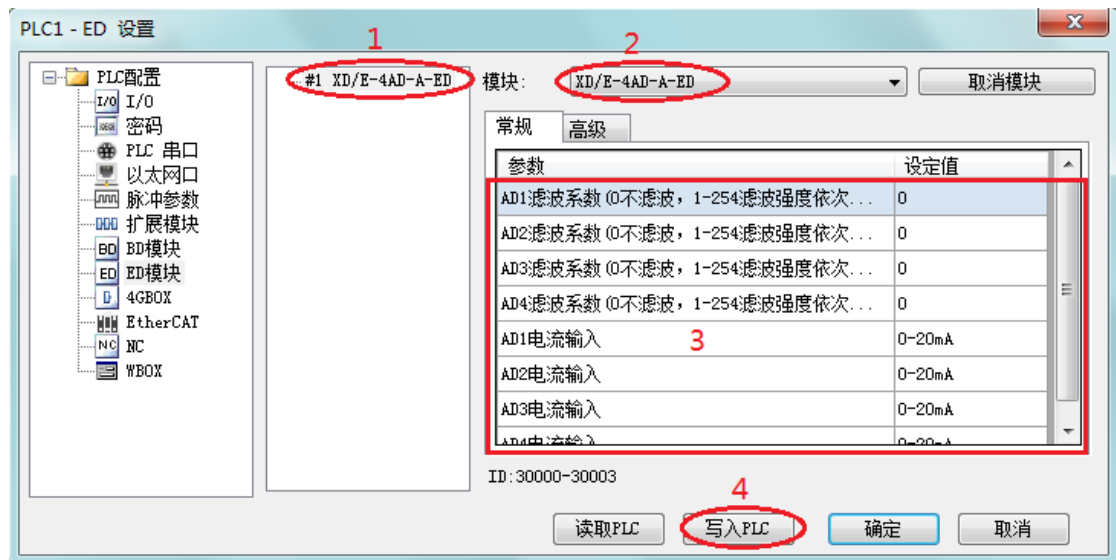 PLC1 - ED 设置
1
2
PLC配置
I/O
密码
PLC 串口
以太网口
脉冲参数
扩展模块
BD模块
ED模块
4GBOX
EtherCAT
NC
WBOX
#1 XD/E-4AD-A-ED
模块:
XD/E-4AD-A-ED
取消模块
常规
高级
参数 设定值
AD1滤波系数(0不滤波，1-254滤波强度依次... 0
AD2滤波系数(0不滤波，1-254滤波强度依次... 0
AD3滤波系数(0不滤波，1-254滤波强度依次... 0
AD4滤波系数(0不滤波，1-254滤波强度依次... 0
AD1电流输入 0-20mA
3
AD2电流输入 0-20mA
AD3电流输入 0-20mA
AD4电流输入 0-20mA
ID:30000-30003
4
读取PLC 写入PLC 确定 取消